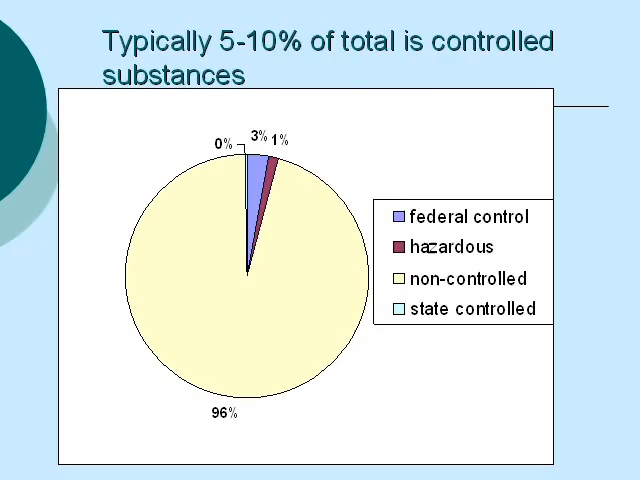 Typically 5-10% of total is controlled
substances
0%
3%
1%
federal control
hazardous
non-controlled
state controlled
96%